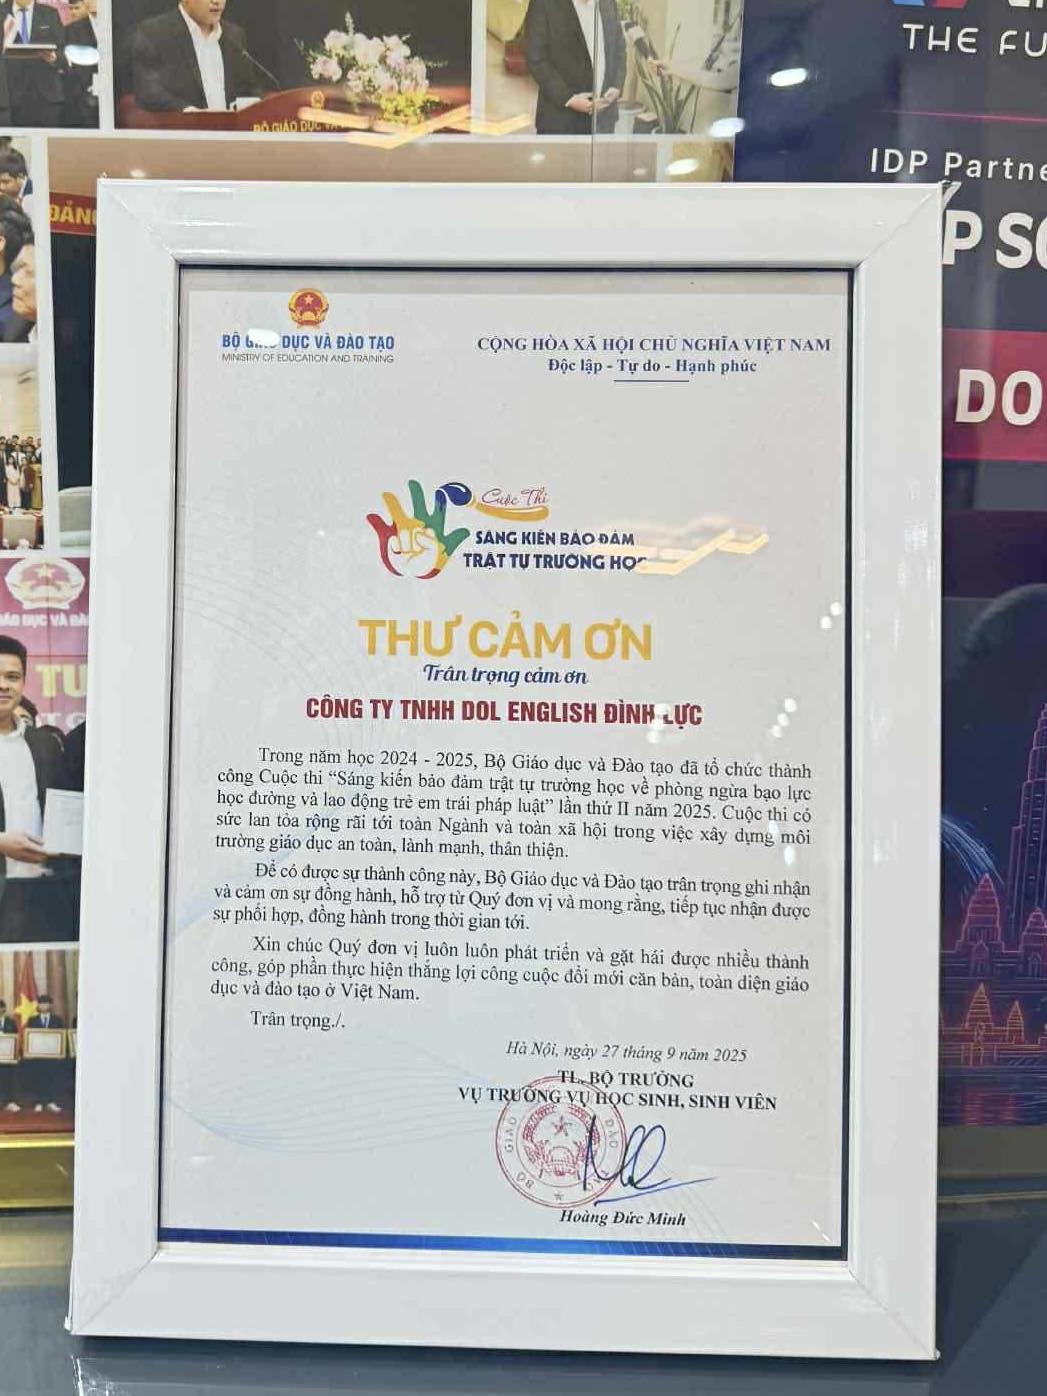 THE FU
IDP Partne
P SO
DO
BỘ GIÁO DỤC
ĐẢNG
TU
BỘ GIÁO DỤC VÀ ĐÀO TẠO
MINISTRY OF EDUCATION AND TRAINING
CỘNG HÒA XÃ HỘI CHỦ NGHĨA VIỆT NAM
Độc lập - Tự do - Hạnh phúc
Cuộc Thi
SÁNG KIẾN BẢO ĐẢM
TRẬT TỰ TRƯỜNG HỌC
THƯ CẢM ƠN
Trân trọng cảm ơn
CÔNG TY TNHH DOL ENGLISH ĐÌNH LỰC
Trong năm học 2024 - 2025, Bộ Giáo dục và Đào tạo đã tổ chức thành
công Cuộc thi “Sáng kiến bảo đảm trật tự trường học về phòng ngừa bạo lực
học đường và lao động trẻ em trái pháp luật” lần thứ II năm 2025. Cuộc thi có
sức lan tỏa rộng rãi tới toàn Ngành và toàn xã hội trong việc xây dựng môi
trường giáo dục an toàn, lành mạnh, thân thiện.
Để có được sự thành công này, Bộ Giáo dục và Đào tạo trân trọng ghi nhận
và cảm ơn sự đồng hành, hỗ trợ từ Quý đơn vị và mong rằng, tiếp tục nhận được
sự phối hợp, đồng hành trong thời gian tới.
Xin chúc Quý đơn vị luôn luôn phát triển và gặt hái được nhiều thành
công, góp phần thực hiện thắng lợi công cuộc đổi mới căn bản, toàn diện giáo
dục và đào tạo ở Việt Nam.
Trân trọng./.
Hà Nội, ngày 27 tháng 9 năm 2025
TL. BỘ TRƯỞNG
VỤ TRƯỞNG VỤ HỌC SINH, SINH VIÊN
BỘ GIÁO DỤC VÀ ĐÀO TẠO
Hoàng Đức Minh